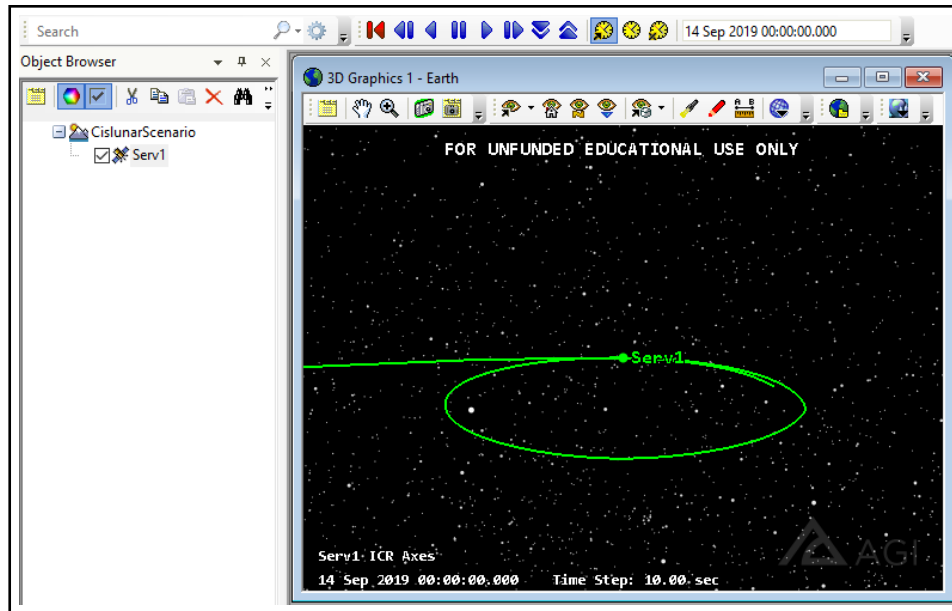 Search
14 Sep 2019 00:00:00.000
Object Browser
3D Graphics 1 - Earth
CislunarScenario
Serv1
FOR UNFUNDED EDUCATIONAL USE ONLY
Serv1
AGI
Serv1 ICR Axes
14 Sep 2019 00:00:00.000 Time Step: 10.00 sec